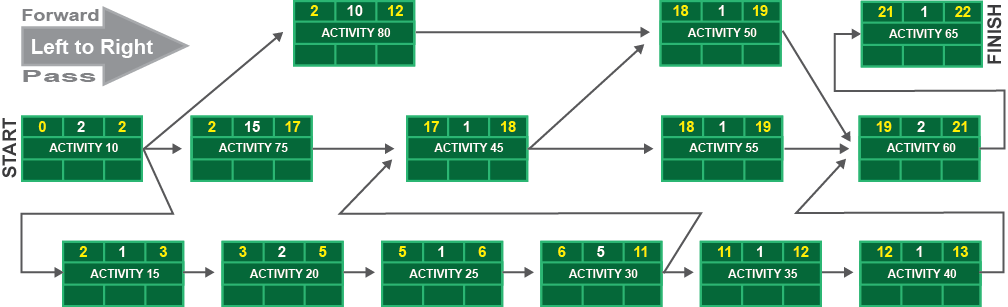 Forward
Left to Right
Pass
2 10 12
ACTIVITY 80
18 1 19
ACTIVITY 50
21 1 22
ACTIVITY 65
FINISH
START
0 2 2
ACTIVITY 10
2 15 17
ACTIVITY 75
17 1 18
ACTIVITY 45
18 1 19
ACTIVITY 55
19 2 21
ACTIVITY 60
2 1 3
ACTIVITY 15
3 2 5
ACTIVITY 20
5 1 6
ACTIVITY 25
6 5 11
ACTIVITY 30
11 1 12
ACTIVITY 35
12 1 13
ACTIVITY 40